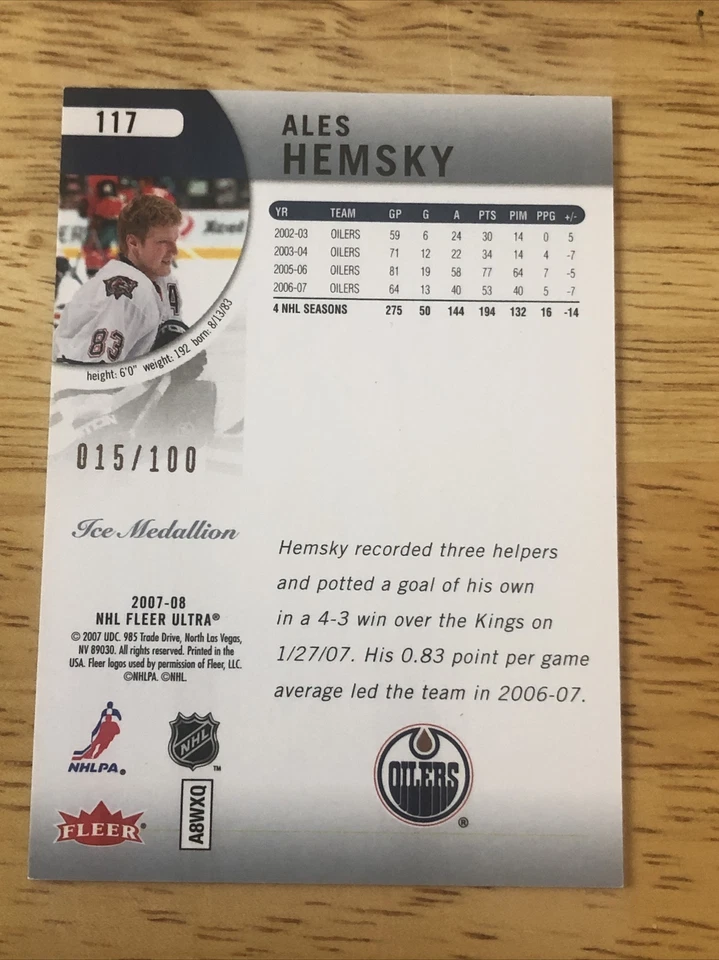 117
ALES
HEMSKY
YR TEAM GP G A PTS PIM PPG +/-
2002-03 OILERS 59 6 24 30 14 0 5
2003-04 OILERS 71 12 22 34 14 4 -7
2005-06 OILERS 81 19 58 77 64 7 -5
2006-07 OILERS 64 13 40 53 40 5 -7
4 NHL SEASONS 275 50 144 194 132 16 -14
83
height: 6'0" weight: 192 born: 8/13/83
015/100
Ice Medallion
Hemsky recorded three helpers
and potted a goal of his own
in a 4-3 win over the Kings on
1/27/07. His 0.83 point per game
average led the team in 2006-07.
2007-08
NHL FLEER ULTRA®
© 2007 UDC. 985 Trade Drive, North Las Vegas,
NV 89030. All rights reserved. Printed in the
USA. Fleer logos used by permission of Fleer, LLC.
©NHLPA. ©NHL.
NHLPA®
NHL TM
OILERS ®
FLEER®
A8WXQ